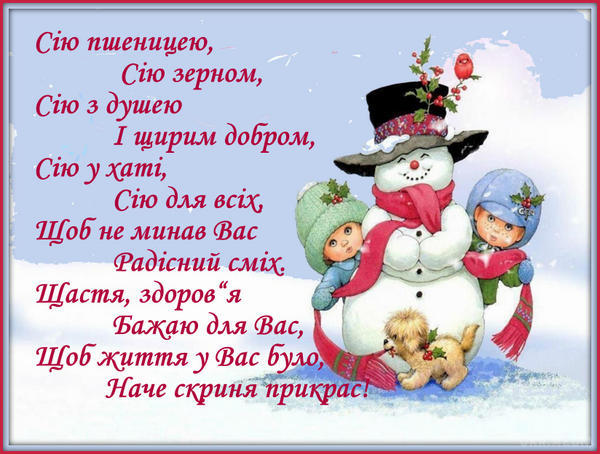 Сію пшеницею,
Сію зерном,
Сію з душею
І щирим добром,
Сію у хаті,
Сію для всіх,
Щоб не минав Вас
Радісний сміх.
Щастя, здоров“я
Бажаю для Вас,
Щоб життя у Вас було,
Наче скриня прикрас!